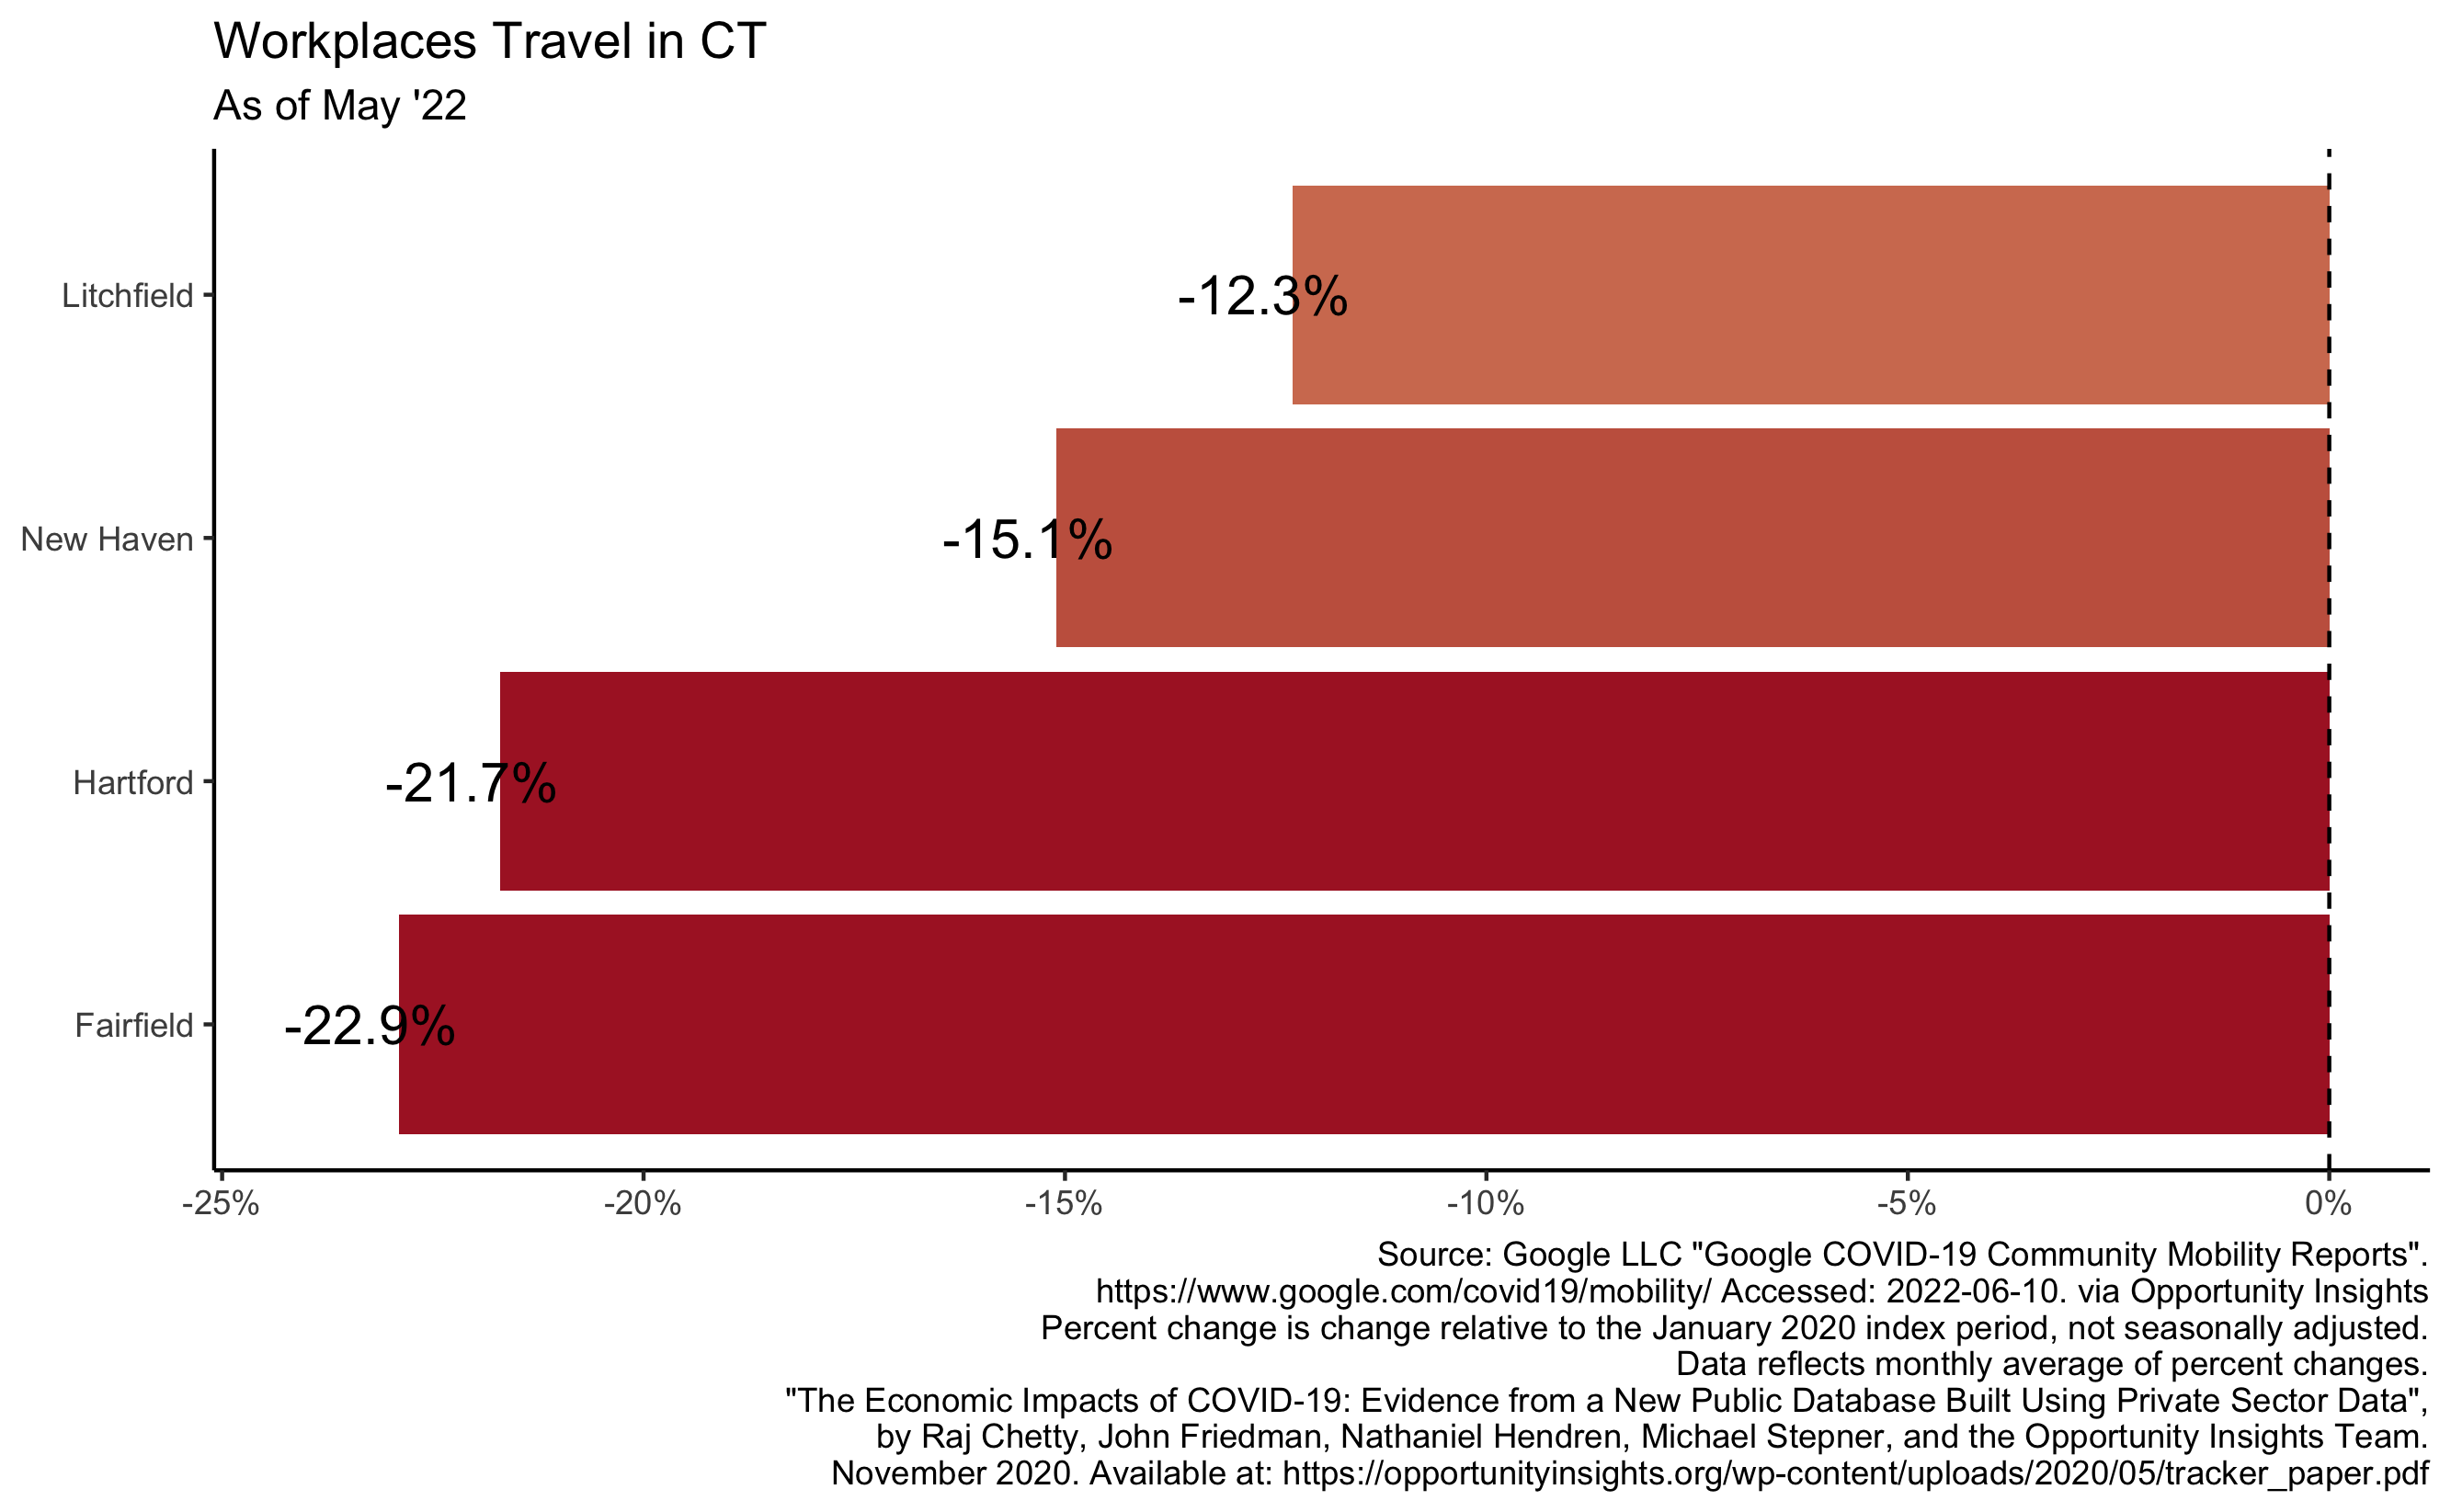 Workplaces Travel in CT
As of May '22
Litchfield
-12.3%
New Haven
-15.1%
Hartford
-21.7%
Fairfield
-22.9%
-25%
-20%
-15%
-10%
-5%
0%
Source: Google LLC "Google COVID-19 Community Mobility Reports".
https://www.google.com/covid19/mobility/ Accessed: 2022-06-10. via Opportunity Insights
Percent change is change relative to the January 2020 index period, not seasonally adjusted.
Data reflects monthly average of percent changes.
"The Economic Impacts of COVID-19: Evidence from a New Public Database Built Using Private Sector Data",
by Raj Chetty, John Friedman, Nathaniel Hendren, Michael Stepner, and the Opportunity Insights Team.
November 2020. Available at: https://opportunityinsights.org/wp-content/uploads/2020/05/tracker_paper.pdf